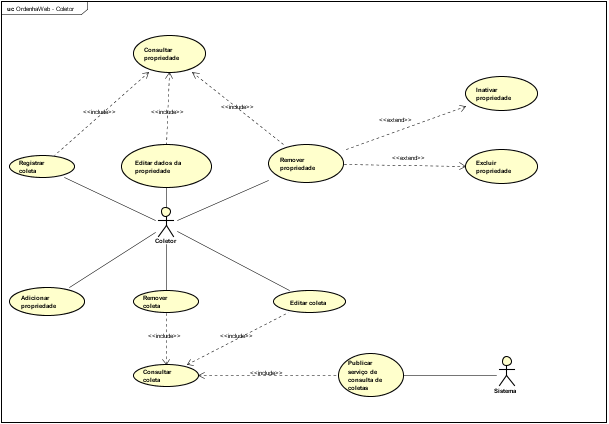 uc OrdenhaWeb - Coletor
Consultar
propriedade
Inativar
propriedade
<<include>>
<<include>>
<<include>>
<<extend>>
Registrar
coleta
Editar dados da
propriedade
Remover
propriedade
<<extend>>
Excluir
propriedade
Coletor
Adicionar
propriedade
Remover
coleta
Editar coleta
<<include>>
<<include>>
Consultar
coleta
<<include>>
Publicar
serviço de
consulta de
coletas
Sistema